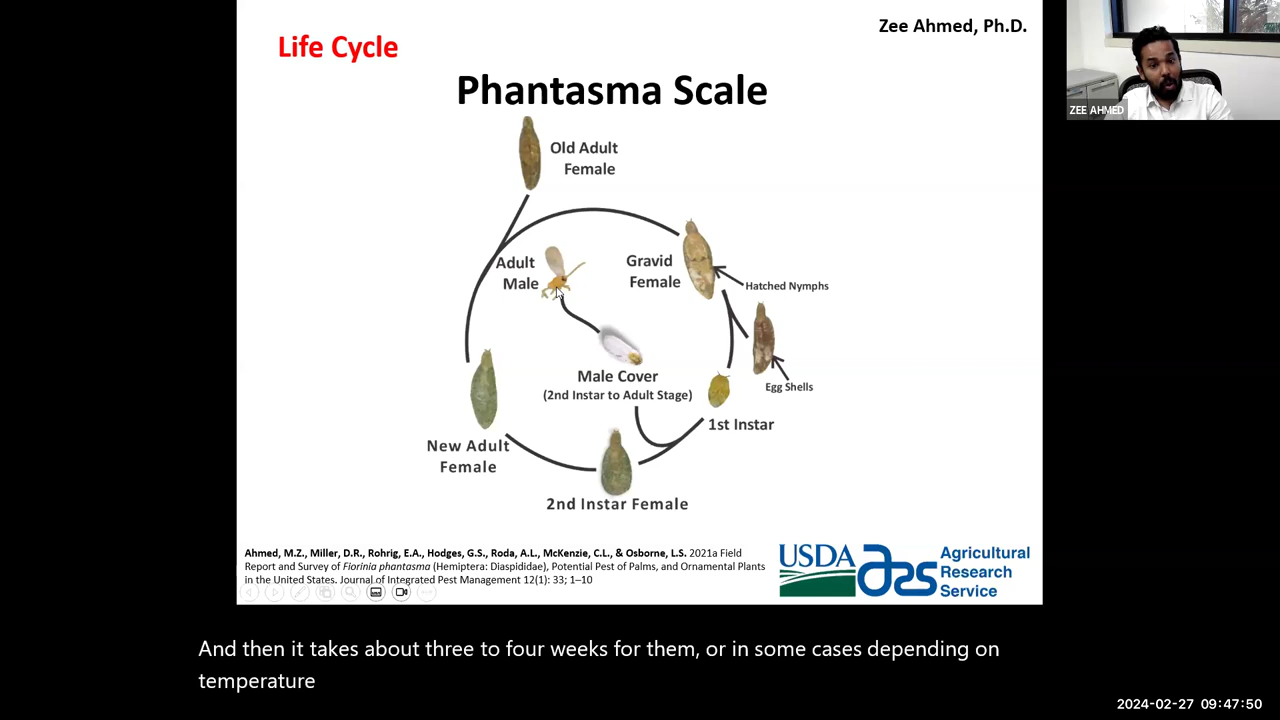 Zee Ahmed, Ph.D.
Life Cycle
Phantasma Scale
Old Adult
Female
Adult
Male
Gravid
Female
Hatched Nymphs
Egg Shells
Male Cover
(2nd Instar to Adult Stage)
1st Instar
New Adult
Female
2nd Instar Female
Ahmed, M.Z., Miller, D.R., Rohrig, E.A., Hodges, G.S., Roda, A.L., McKenzie, C.L., & Osborne, L.S. 2021a Field
Report and Survey of Fiorinia phantasma (Hemiptera: Diaspididae), Potential Pest of Palms, and Ornamental Plants
in the United States. Journal of Integrated Pest Management 12(1): 33; 1–10
USDA
ars
Agricultural
Research
Service
ZEE AHMED
And then it takes about three to four weeks for them, or in some cases depending on
temperature
2024-02-27 09:47:50